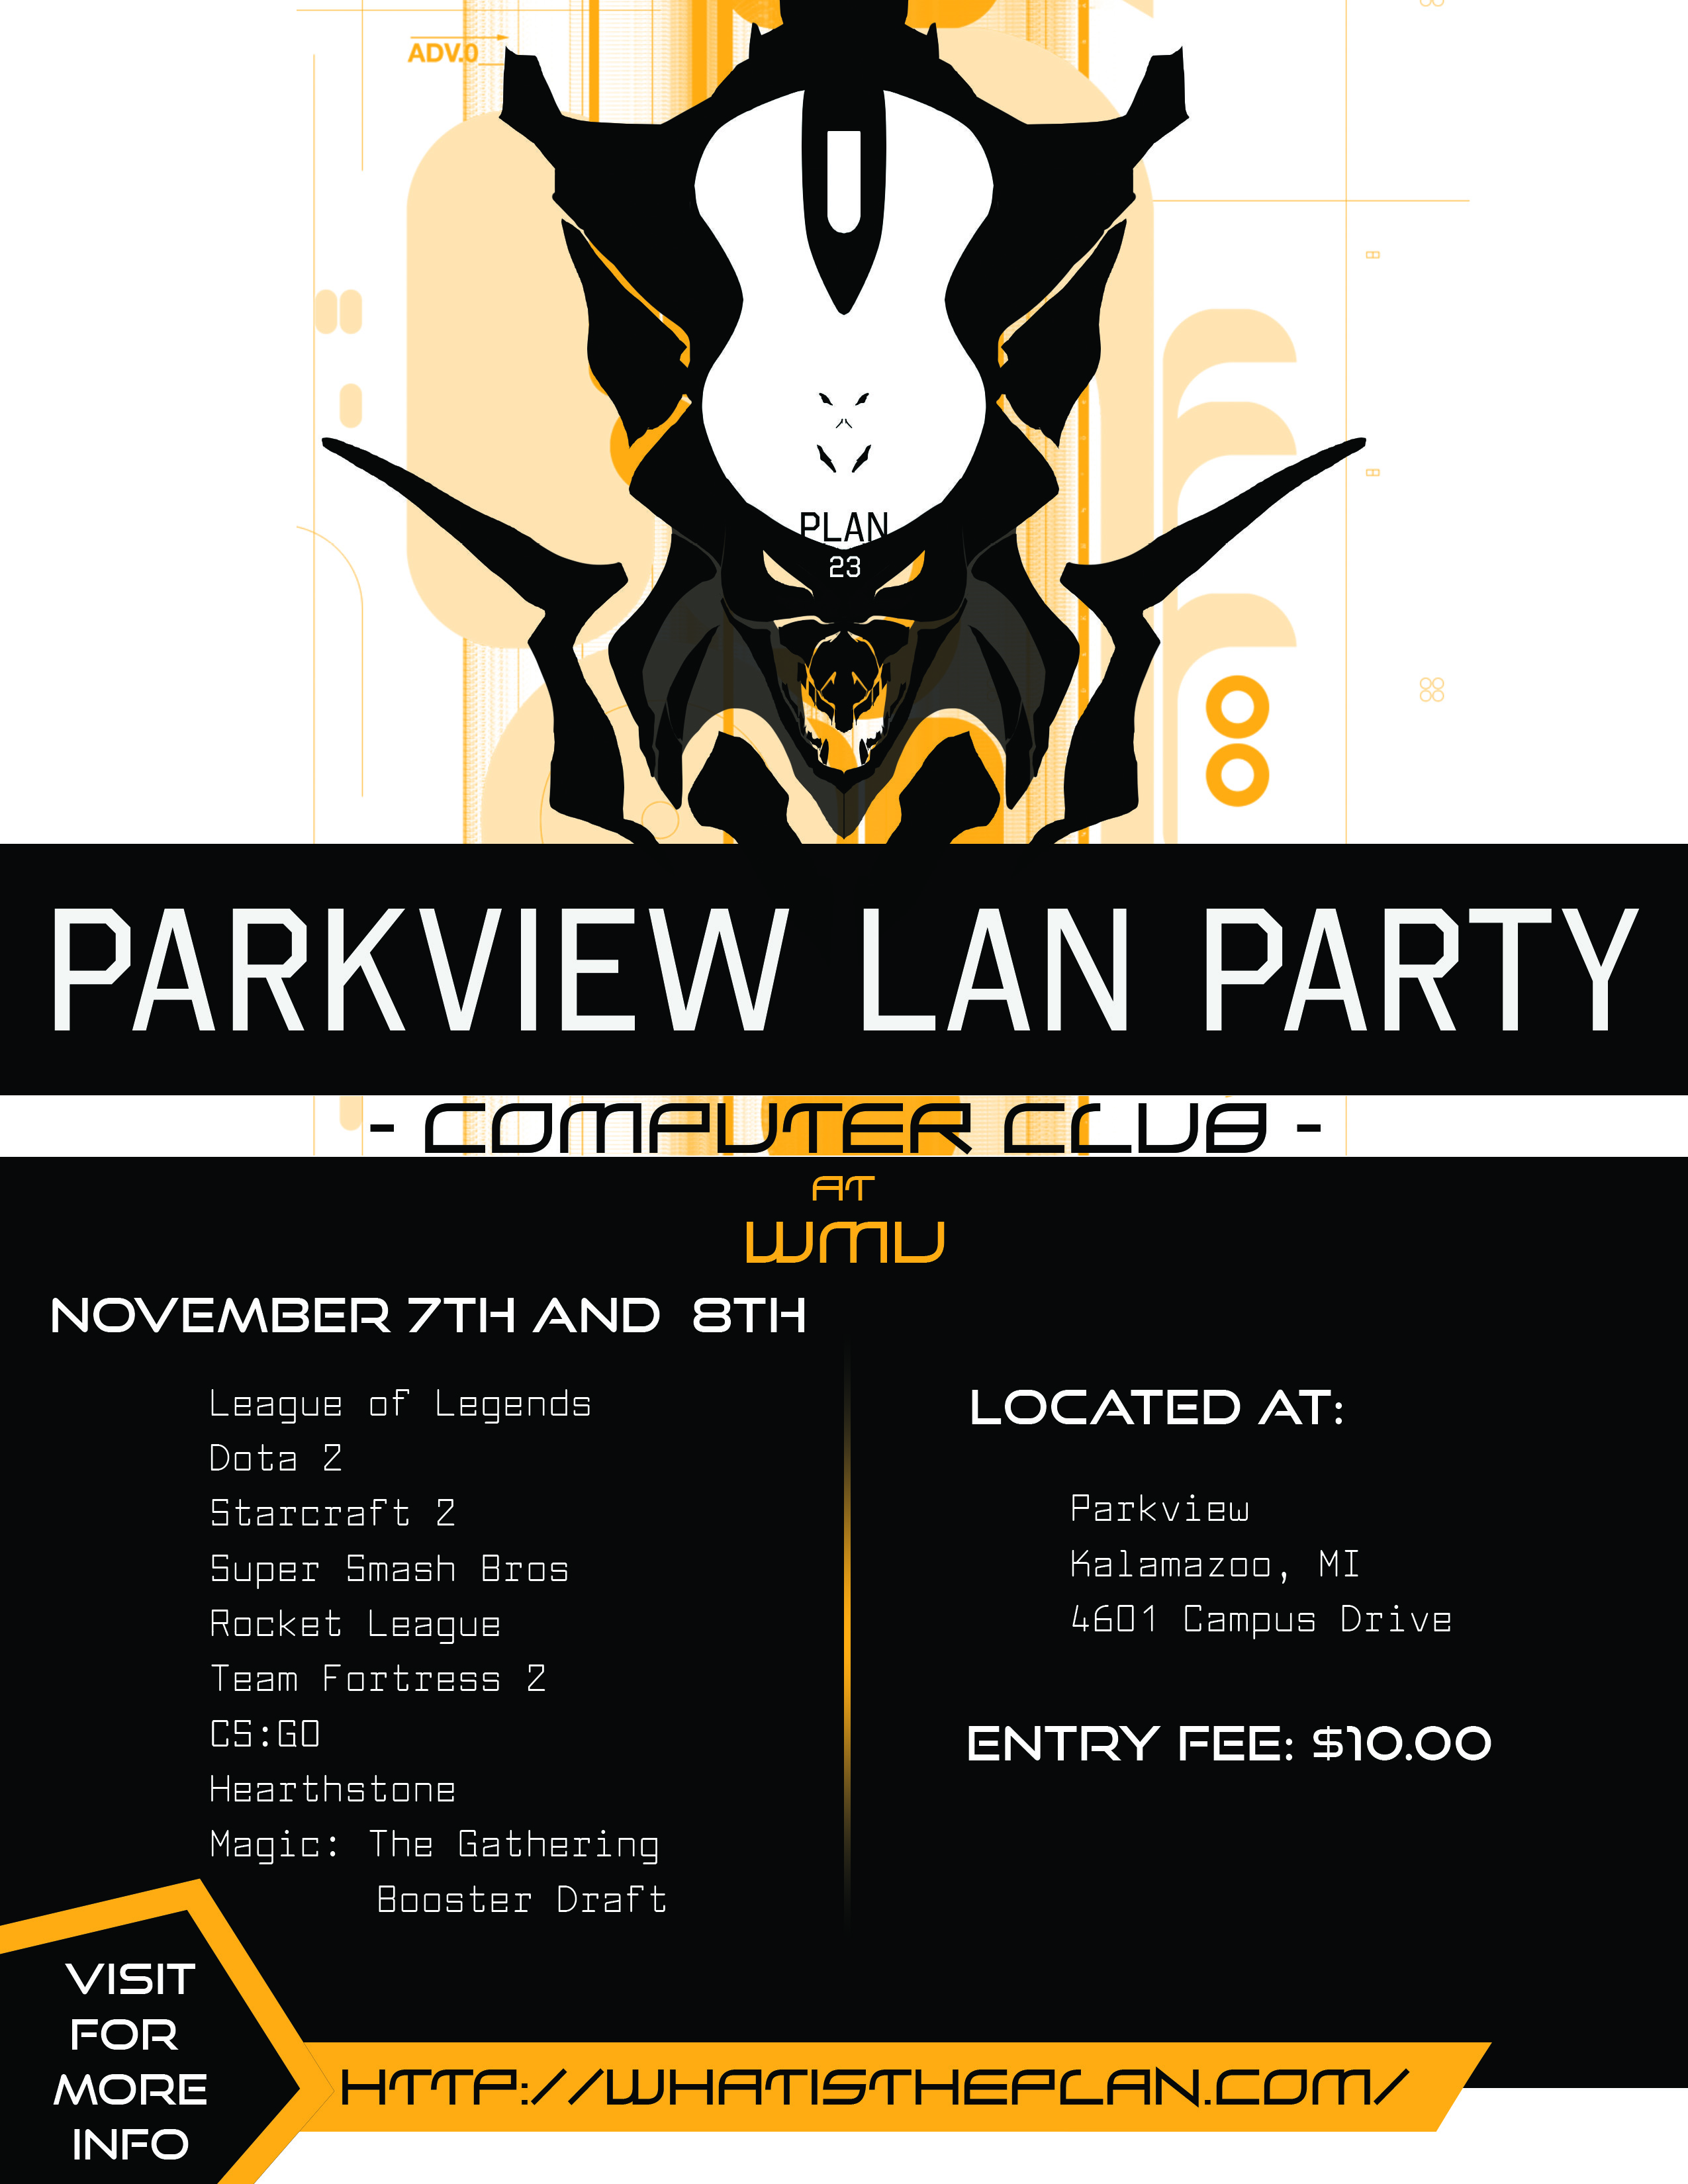 ADV.0
PLAN
23
PARKVIEW LAN PARTY
- COMPUTER CLUB -
AT
WMU
NOVEMBER 7TH AND 8TH
League of Legends
Dota 2
Starcraft 2
Super Smash Bros
Rocket League
Team Fortress 2
CS:GO
Hearthstone
Magic: The Gathering
Booster Draft
LOCATED AT:
Parkview
Kalamazoo, MI
4601 Campus Drive
ENTRY FEE: $10.00
VISIT
FOR
MORE
INFO
HTTP://WHATISTHEPLAN.COM/